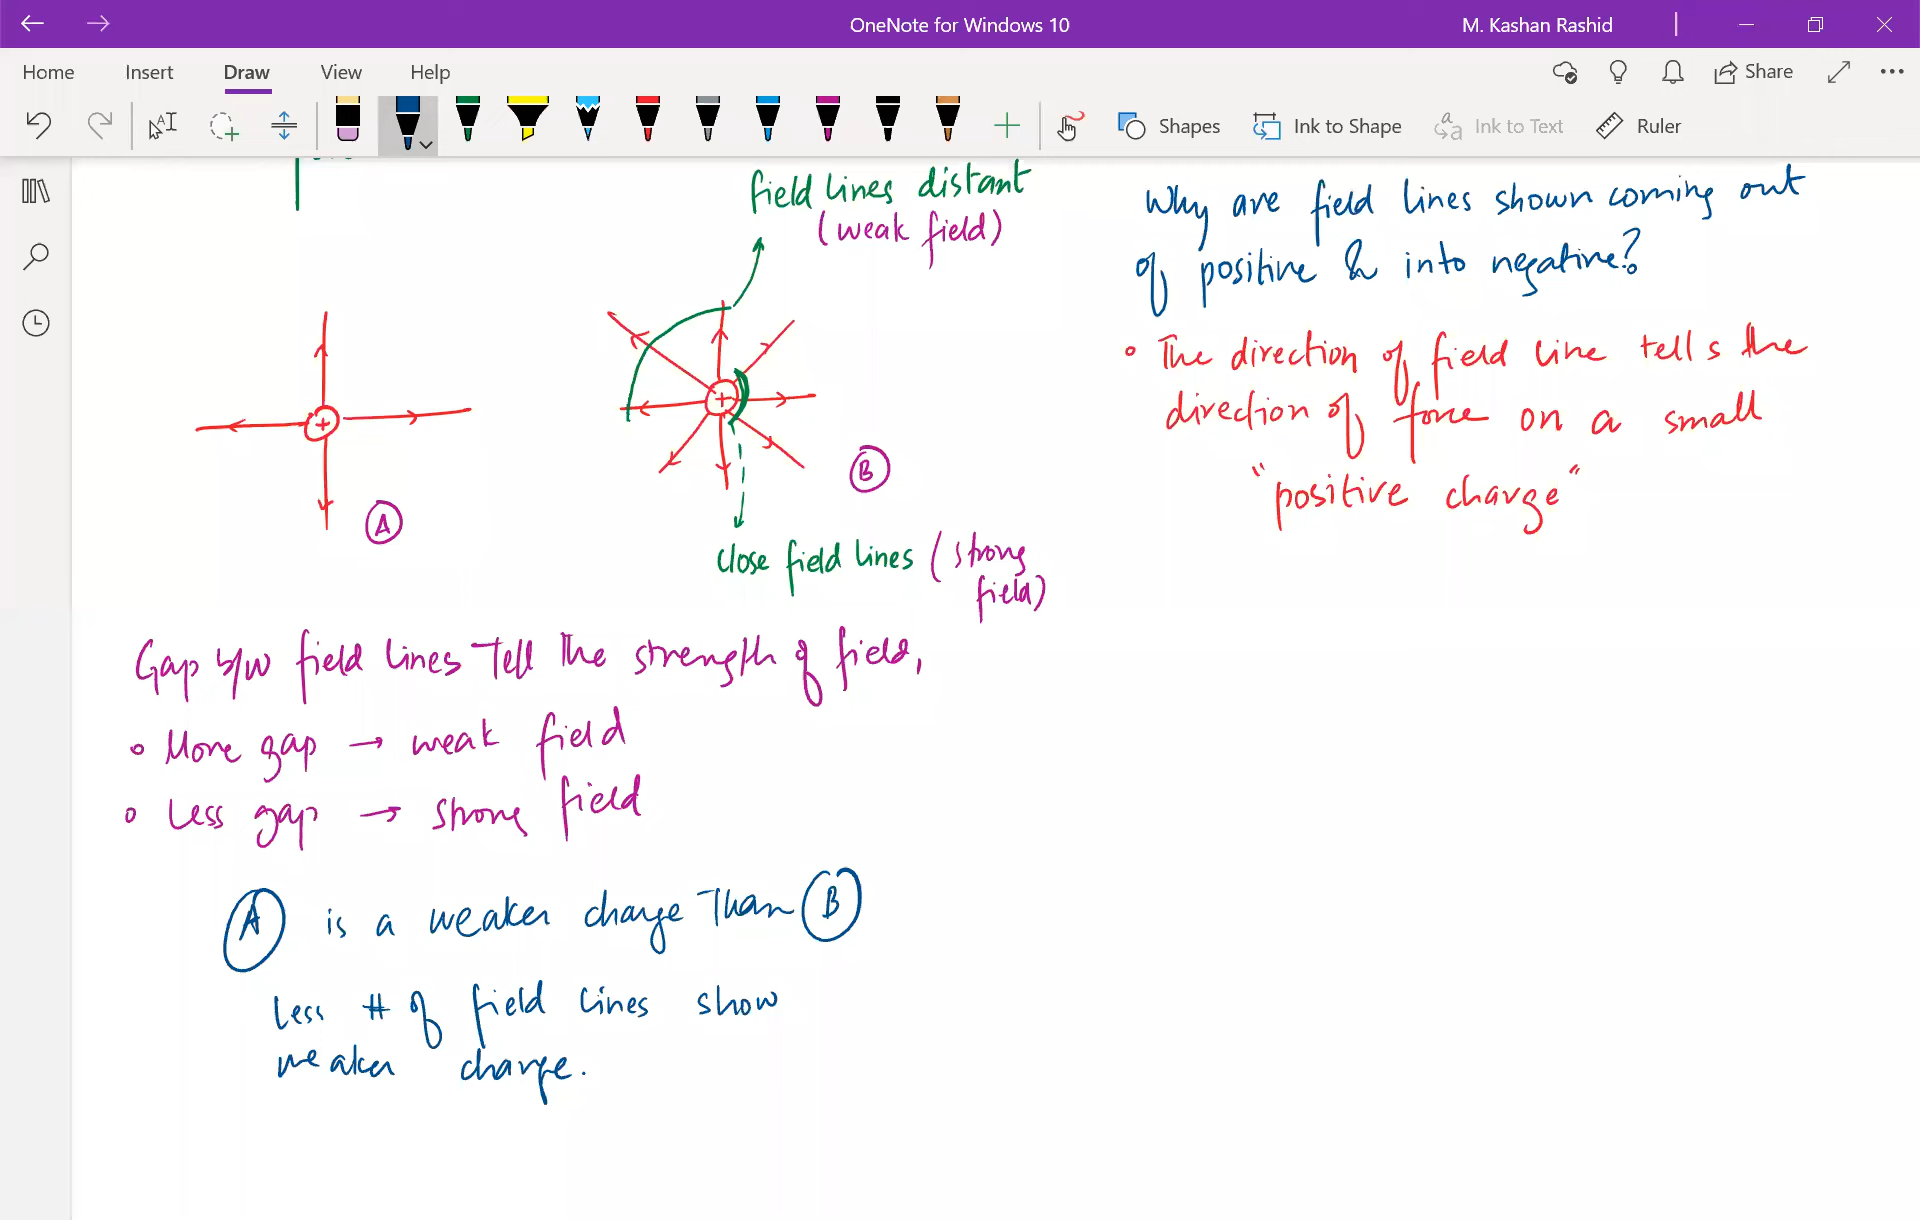 OneNote for Windows 10
M. Kashan Rashid
Home Insert Draw View Help
Share
Shapes Ink to Shape Ink to Text Ruler
field lines distant
(weak field)
+
A
+
B
close field lines (strong
field)
Gap b/w field lines Tell the strength of field,
• More gap → weak field
• Less gap → strong field
A is a weaker charge Than B
Less # of field lines show
weaker charge.
Why are field lines shown coming out
of positive & into negative?
• The direction of field line tells the
direction of force on a small
"positive charge"